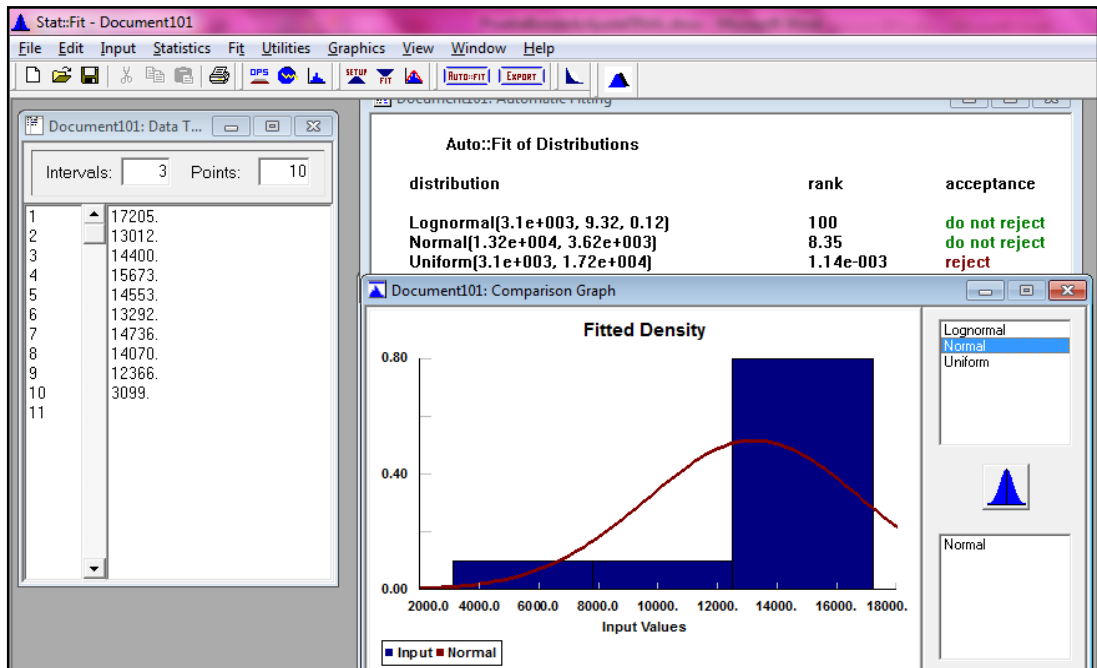 Stat::Fit - Document101
File Edit Input Statistics Fit Utilities Graphics View Window Help
OPS SETUP FIT AUTO::FIT EXPORT
Document101: Data T...
Intervals: 3 Points: 10
1 17205.
2 13012.
3 14400.
4 15673.
5 14553.
6 13292.
7 14736.
8 14070.
9 12366.
10 3099.
11
Document101: Automatic Fitting
Auto::Fit of Distributions
distribution rank acceptance
Lognormal(3.1e+003, 9.32, 0.12) 100 do not reject
Normal(1.32e+004, 3.62e+003) 8.35 do not reject
Uniform(3.1e+003, 1.72e+004) 1.14e-003 reject
Document101: Comparison Graph
Fitted Density
0.80
0.40
0.00
2000.0 4000.0 6000.0 8000.0 10000. 12000. 14000. 16000. 18000.
Input Values
Input Normal
Lognormal
Normal
Uniform
Normal